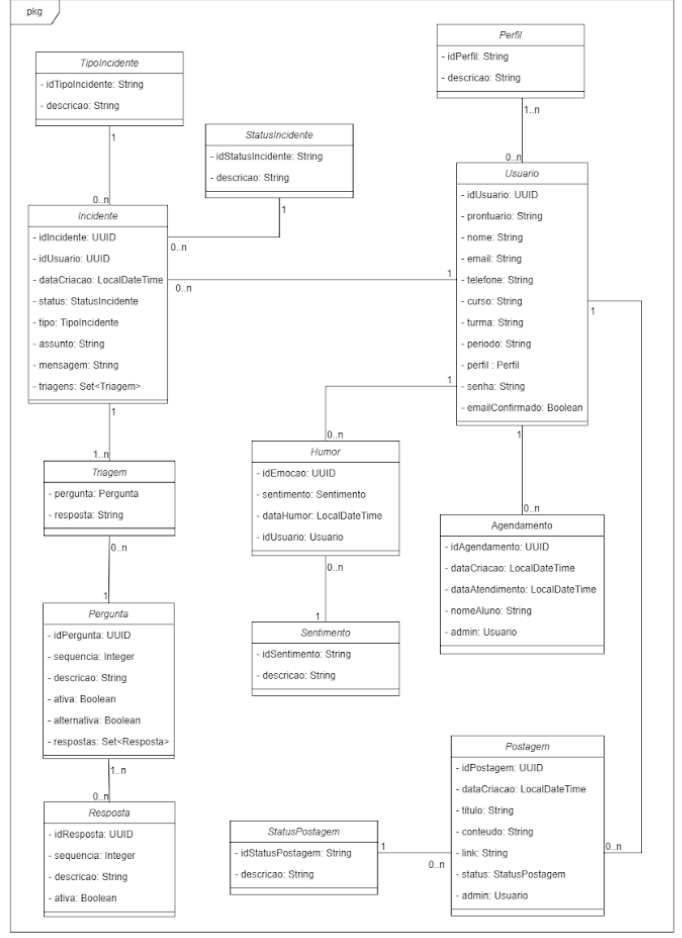 pkg
TipoIncidente
- idTipoIncidente: String
- descricao: String
1
0..n
StatusIncidente
- idStatusIncidente: String
- descricao: String
1
0..n
Perfil
- idPerfil: String
- descricao: String
1..n
0..n
Incidente
- idIncidente: UUID
- idUsuario: UUID
- dataCriacao: LocalDateTime
- status: StatusIncidente
- tipo: TipoIncidente
- assunto: String
- mensagem: String
- triagens: Set<Triagem>
0..n
1
1
1..n
Usuario
- idUsuario: UUID
- prontuario: String
- nome: String
- email: String
- telefone: String
- curso: String
- turma: String
- periodo: String
- perfil : Perfil
- senha: String
- emailConfirmado: Boolean
1
1
1
0..n
0..n
Triagem
- pergunta: Pergunta
- resposta: String
0..n
1
Humor
- idEmocao: UUID
- sentimento: Sentimento
- dataHumor: LocalDateTime
- idUsuario: Usuario
0..n
1
Agendamento
- idAgendamento: UUID
- dataCriacao: LocalDateTime
- dataAtendimento: LocalDateTime
- nomeAluno: String
- admin: Usuario
Pergunta
- idPergunta: UUID
- sequencia: Integer
- descricao: String
- ativa: Boolean
- alternativa: Boolean
- respostas: Set<Resposta>
1..n
0..n
Sentimento
- idSentimento: String
- descricao: String
Resposta
- idResposta: UUID
- sequencia: Integer
- descricao: String
- ativa: Boolean
StatusPostagem
- idStatusPostagem: String
- descricao: String
1
0..n
Postagem
- idPostagem: UUID
- dataCriacao: LocalDateTime
- titulo: String
- conteudo: String
- link: String
- status: StatusPostagem
- admin: Usuario
0..n